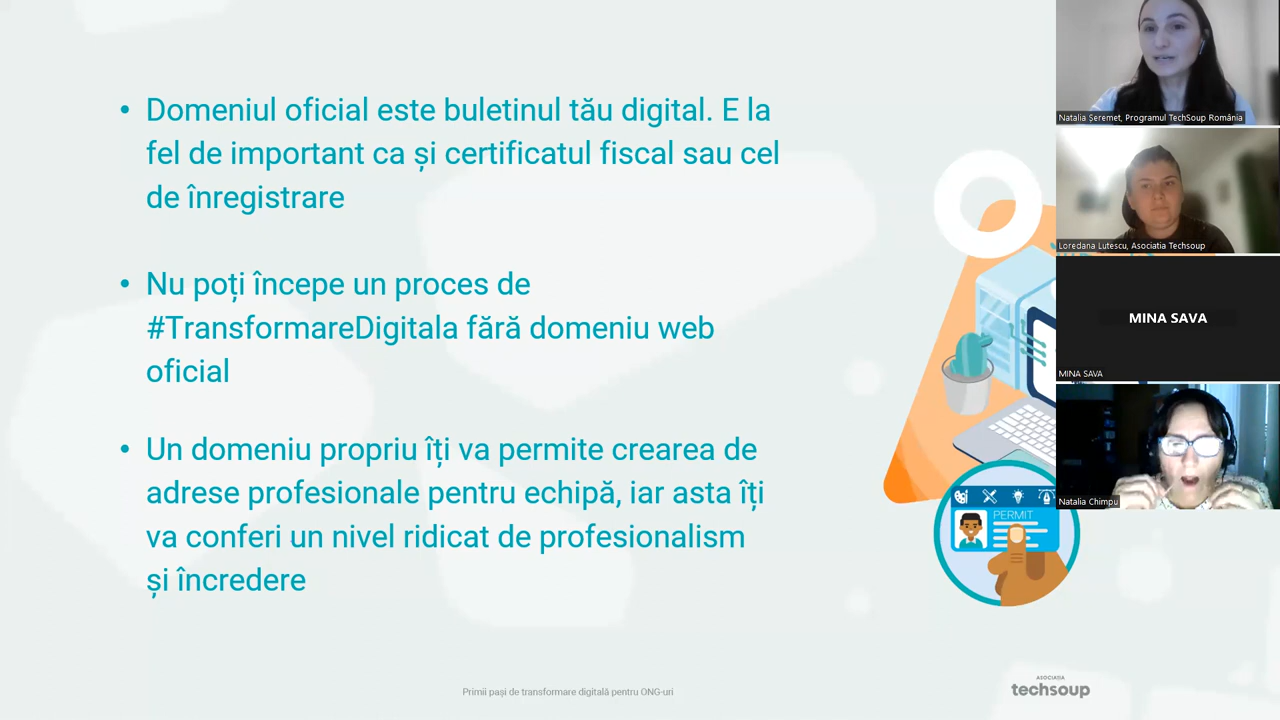 • Domeniul oficial este buletinul tău digital. E la
fel de important ca și certificatul fiscal sau cel
de înregistrare
• Nu poți începe un proces de
#TransformareDigitala fără domeniu web
oficial
• Un domeniu propriu îți va permite crearea de
adrese profesionale pentru echipă, iar asta îți
va conferi un nivel ridicat de profesionalism
și încredere
PERMIT
Primii pași de transformare digitală pentru ONG-uri
ASOCIAȚIA
techsoup
Natalia Șeremet, Programul TechSoup România
Loredana Lutescu, Asociatia Techsoup
MINA SAVA
MINA SAVA
Natalia Chimpu